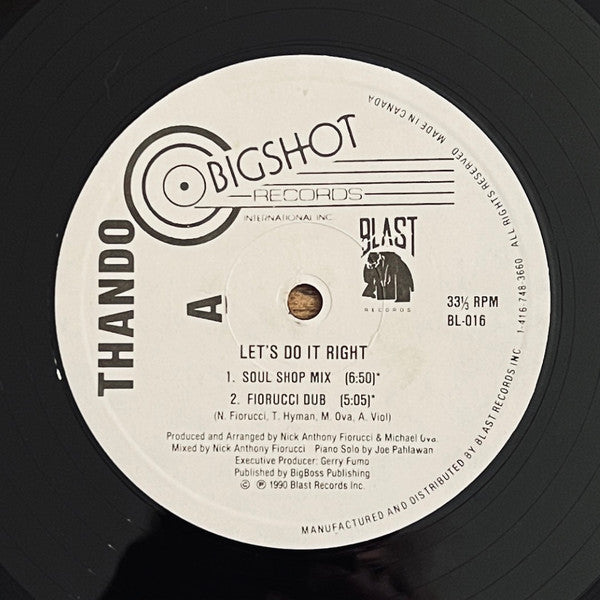 BIGSHOT
RECORDS
INTERNATIONAL INC.
BLAST
RECORDS
THANDO
A
33⅓ RPM
BL-016
LET'S DO IT RIGHT
1. SOUL SHOP MIX (6:50)*
2. FIORUCCI DUB (5:05)*
(N. Fiorucci, T. Hyman, M. Ova, A. Viol)
Produced and Arranged by Nick Anthony Fiorucci & Michael Ova.
Mixed by Nick Anthony Fiorucci Piano Solo by Joe Pahlawan
Executive Producer: Gerry Fumo
Published by BigBoss Publishing
© ℗ 1990 Blast Records Inc.
MANUFACTURED AND DISTRIBUTED BY BLAST RECORDS INC. 1-416-748-3660 ALL RIGHTS RESERVED MADE IN CANADA